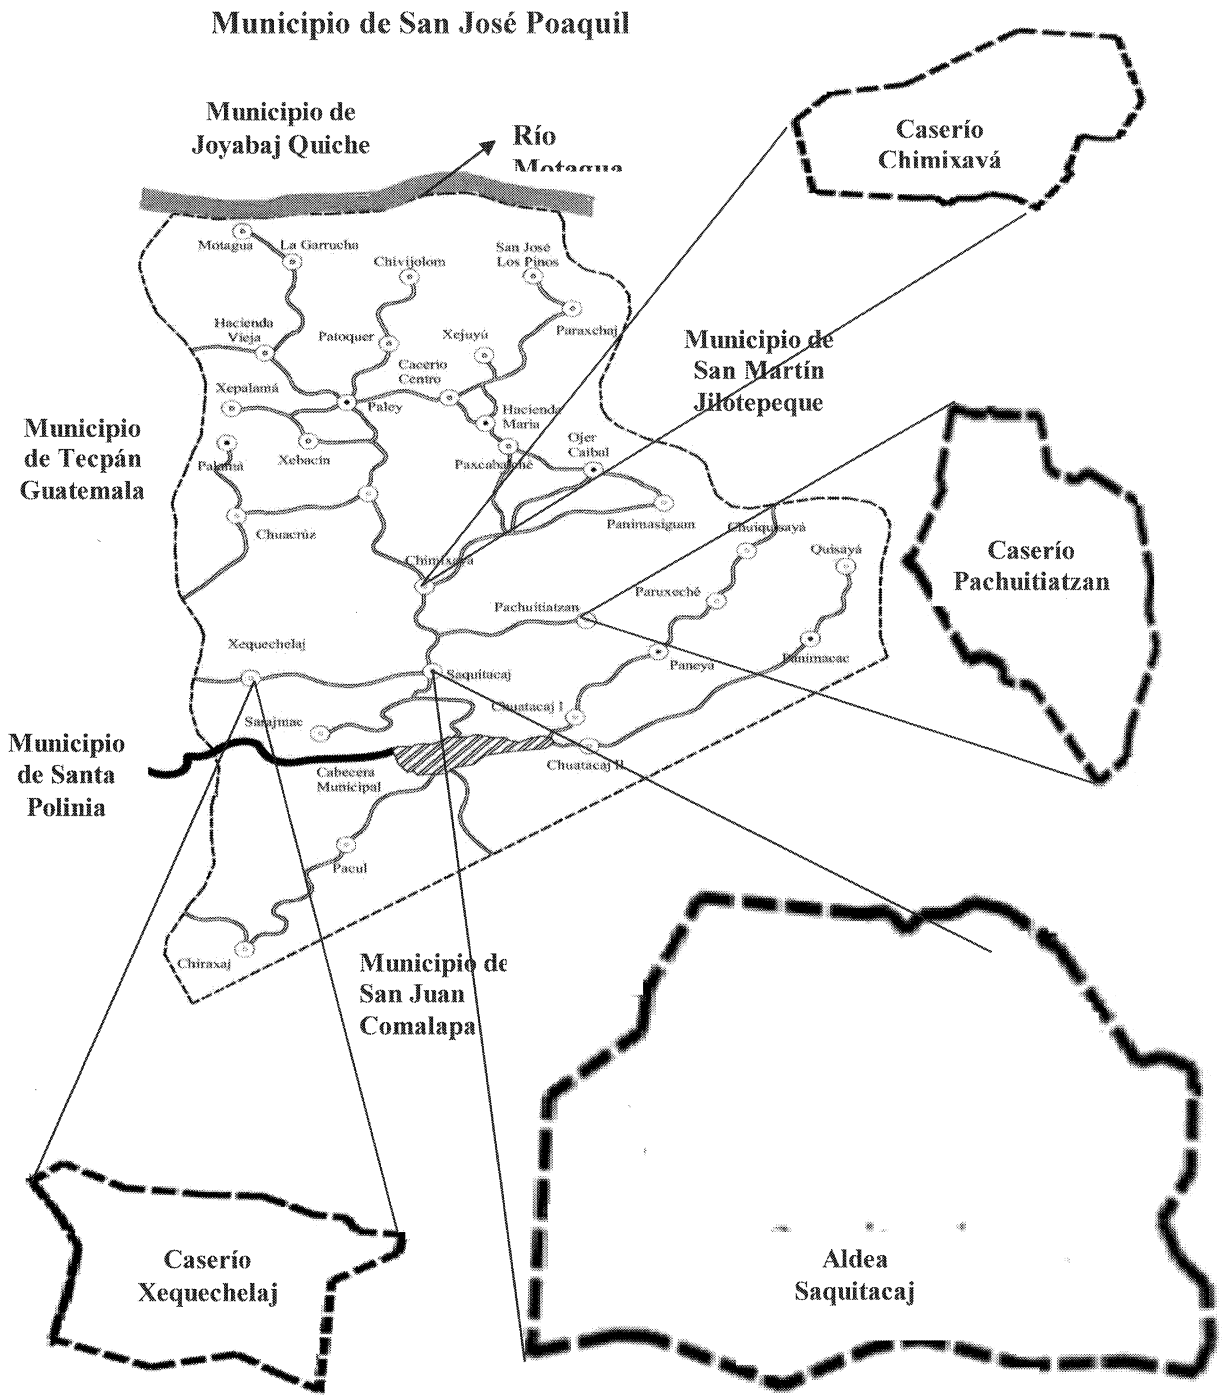 Municipio de San José Poaquil
Municipio de
Joyabaj Quiche
Río
Motagua
Caserío
Chimixavá
Motagua
La Garrucha
Chivijolom
San José
Los Pinos
Hacienda
Vieja
Patoquer
Xejuyú
Paraxchaj
Municipio de
San Martín
Jilotepeque
Cacerio
Centro
Xepalamá
Paley
Hacienda
Maria
Municipio
de Tecpán
Guatemala
Palamá
Xebacín
Paxcabalché
Ojer
Caibal
Chuacrúz
Panimasiguan
Chuiquisayá
Quisayá
Caserío
Pachuitiatzan
Chimixava
Pachuitiatzan
Paruxeché
Xequechelaj
Saquitacaj
Paneya
Panimacac
Sarajmac
Chuatacaj I
Municipio
de Santa
Polinia
Cabecera
Municipal
Chuatacaj II
Pacul
Chiraxaj
Municipio de
San Juan
Comalapa
Caserío
Xequechelaj
Aldea
Saquitacaj